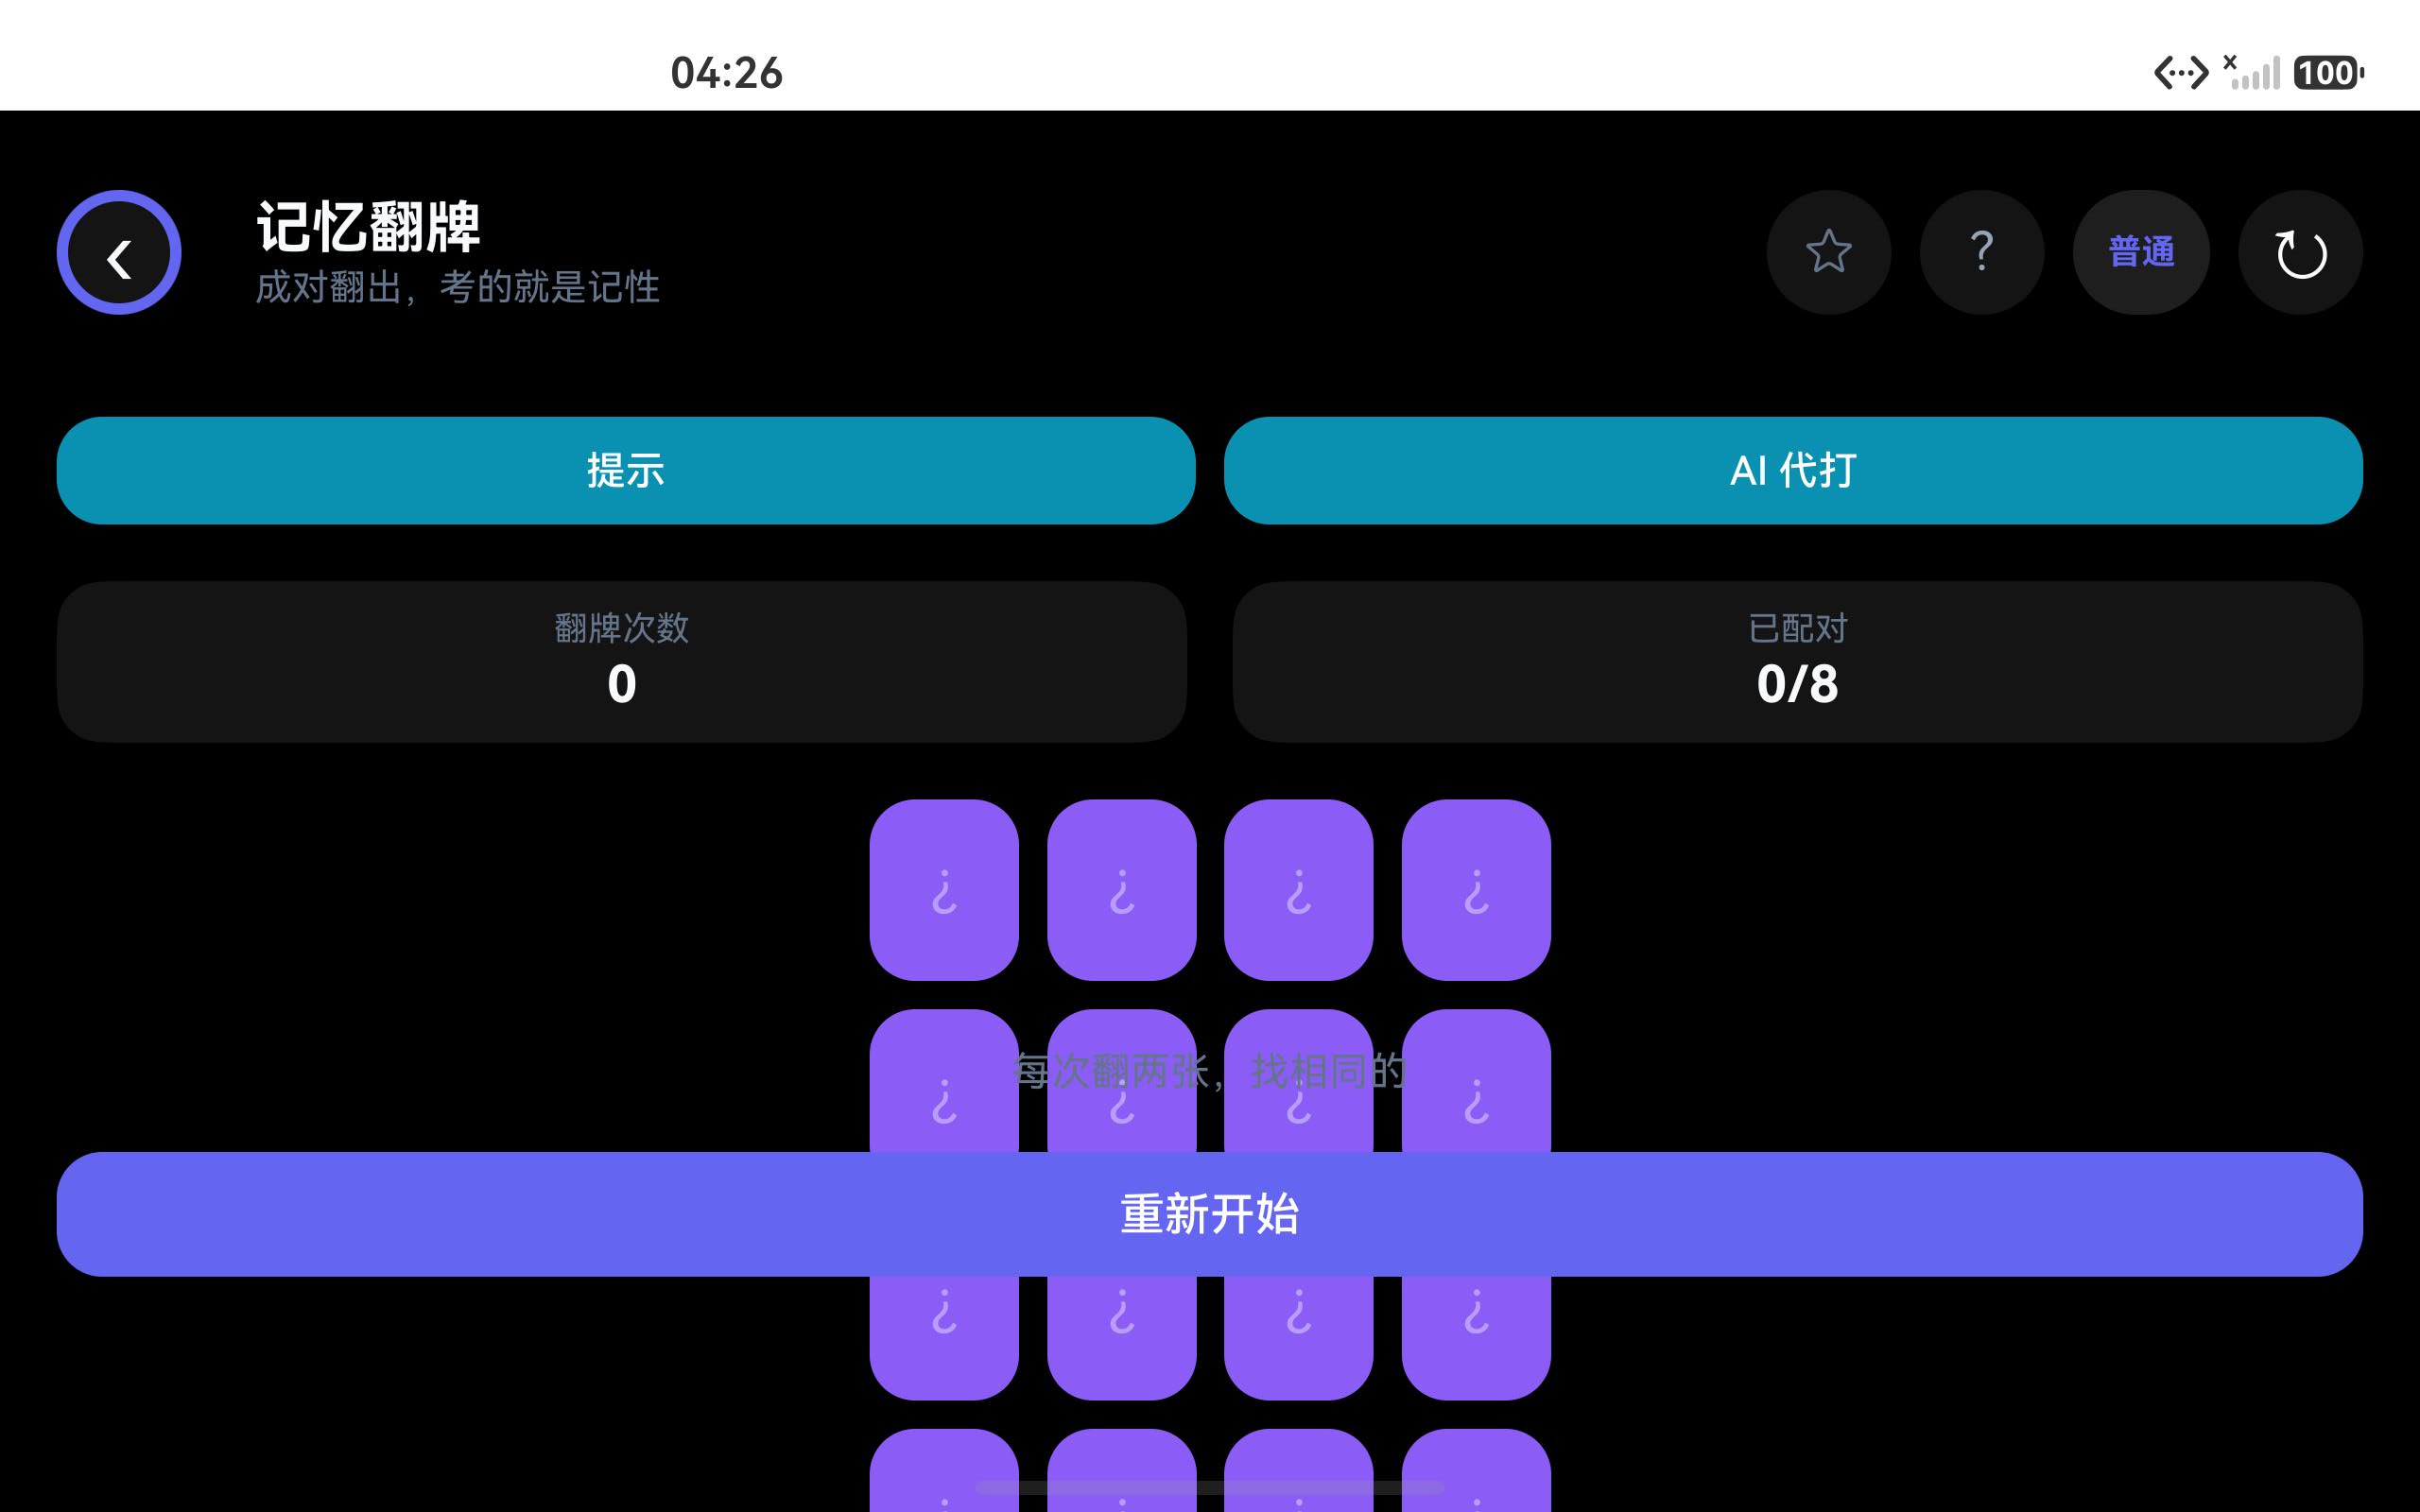 04:26
100
记忆翻牌
成对翻出，考的就是记性
?
普通
提示
AI 代打
翻牌次数
0
已配对
0/8
¿ ¿ ¿ ¿
每次翻两张，找相同的
¿ ¿ ¿ ¿
重新开始
¿ ¿ ¿ ¿